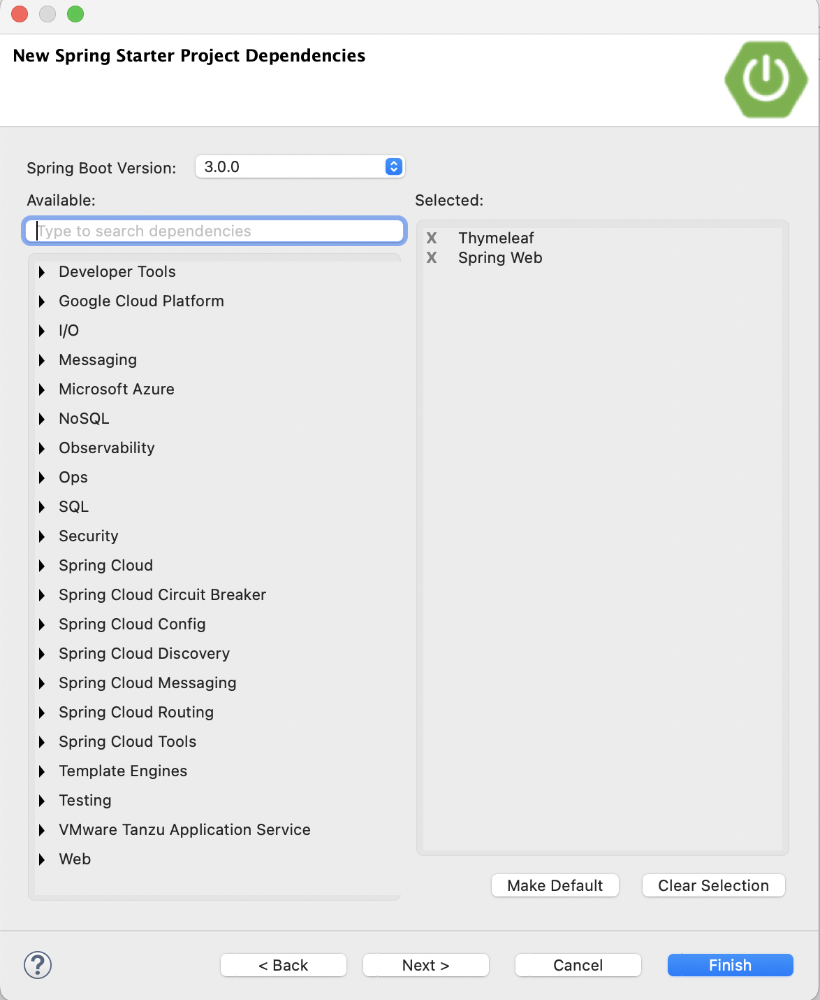 New Spring Starter Project Dependencies
Spring Boot Version: 3.0.0
Available:
Type to search dependencies
Developer Tools
Google Cloud Platform
I/O
Messaging
Microsoft Azure
NoSQL
Observability
Ops
SQL
Security
Spring Cloud
Spring Cloud Circuit Breaker
Spring Cloud Config
Spring Cloud Discovery
Spring Cloud Messaging
Spring Cloud Routing
Spring Cloud Tools
Template Engines
Testing
VMware Tanzu Application Service
Web
Selected:
X Thymeleaf
X Spring Web
Make Default
Clear Selection
?
< Back
Next >
Cancel
Finish